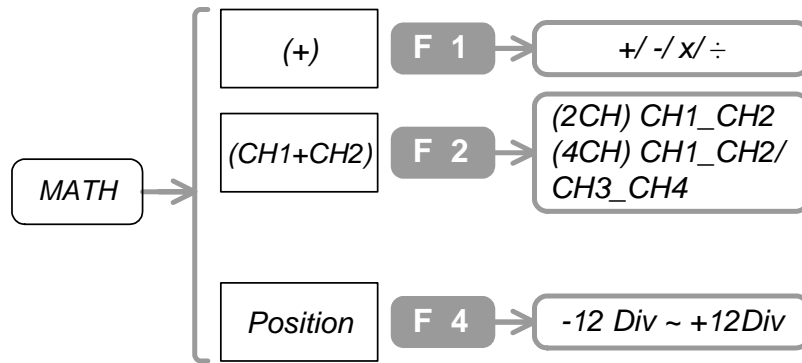 MATH
(+)
F 1
+/ -/ x/ ÷
(CH1+CH2)
F 2
(2CH) CH1_CH2
(4CH) CH1_CH2/
CH3_CH4
Position
F 4
-12 Div ~ +12Div